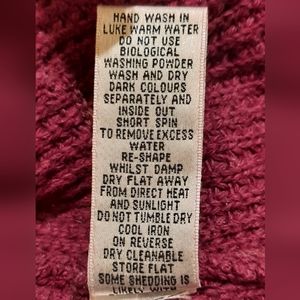 HAND WASH IN
LUKE WARM WATER
DO NOT USE
BIOLOGICAL
WASHING POWDER
WASH AND DRY
DARK COLOURS
SEPARATELY AND
INSIDE OUT
SHORT SPIN
TO REMOVE EXCESS
WATER
RE-SHAPE
WHILST DAMP
DRY FLAT AWAY
FROM DIRECT HEAT
AND SUNLIGHT
DO NOT TUMBLE DRY
COOL IRON
ON REVERSE
DRY CLEANABLE
STORE FLAT
SOME SHEDDING IS
LIKELY WITH